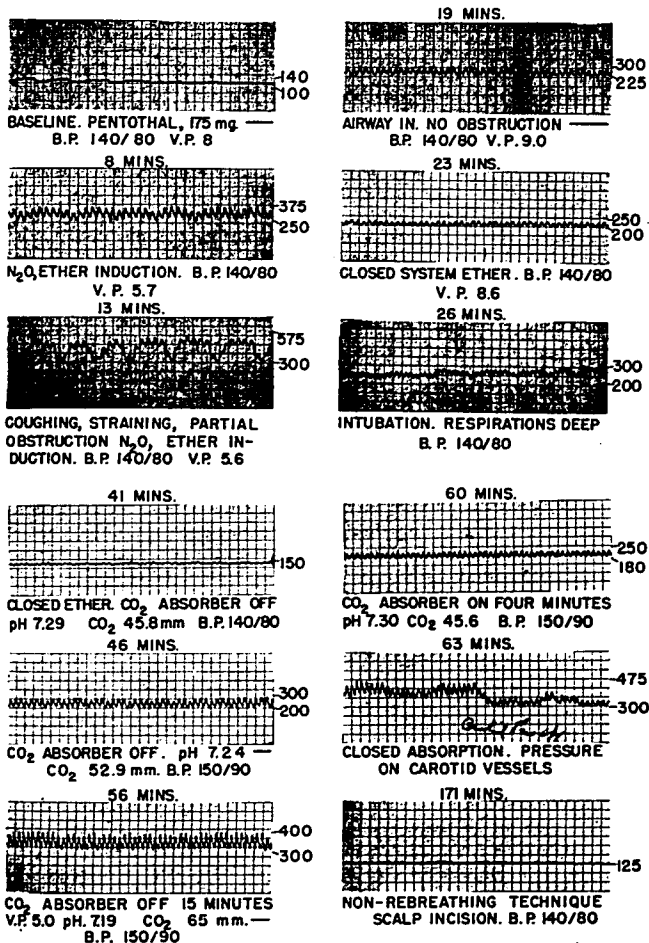 140
100
BASELINE. PENTOTHAL, 175 mg. —
B.P. 140/80 V.P. 8
8 MINS.
375
250
N₂O, ETHER INDUCTION. B.P. 140/80
V.P. 5.7
13 MINS.
575
300
COUGHING, STRAINING, PARTIAL
OBSTRUCTION N₂O, ETHER IN-
DUCTION. B.P. 140/80 V.P. 5.6
19 MINS.
300
225
AIRWAY IN. NO OBSTRUCTION —
B.P. 140/80 V.P. 9.0
23 MINS.
250
200
CLOSED SYSTEM ETHER. B.P. 140/80
V.P. 8.6
26 MINS.
300
200
INTUBATION. RESPIRATIONS DEEP
B.P. 140/80
41 MINS.
150
CLOSED ETHER. CO₂ ABSORBER OFF
pH 7.29 CO₂ 45.8mm B.P. 140/80
46 MINS.
300
200
CO₂ ABSORBER OFF. pH 7.24 —
CO₂ 52.9 mm. B.P. 150/90
56 MINS.
400
300
CO₂ ABSORBER OFF 15 MINUTES
V.P. 5.0 pH. 7.19 CO₂ 65 mm. —
B.P. 150/90
60 MINS.
250
180
CO₂ ABSORBER ON FOUR MINUTES
pH 7.30 CO₂ 45.6 B.P. 150/90
63 MINS.
475
300
CLOSED ABSORPTION. PRESSURE
ON CAROTID VESSELS
171 MINS.
125
NON-REBREATHING TECHNIQUE
SCALP INCISION. B.P. 140/80